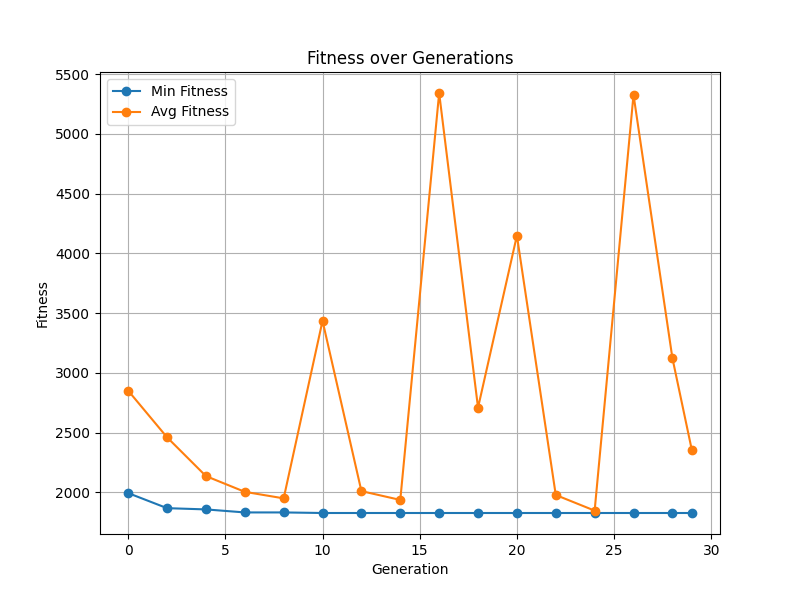 Fitness over Generations
Min Fitness
Avg Fitness
5500
5000
4500
4000
3500
3000
2500
2000
Fitness
0 5 10 15 20 25 30
Generation